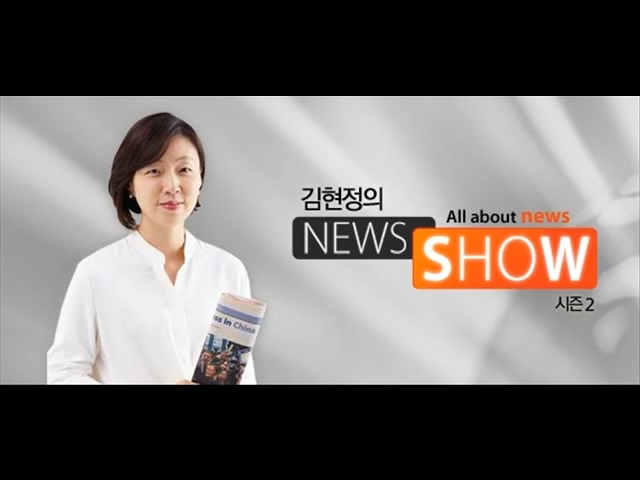 김현정의
All about news
NEWS SHOW
시즌 2
ss in China